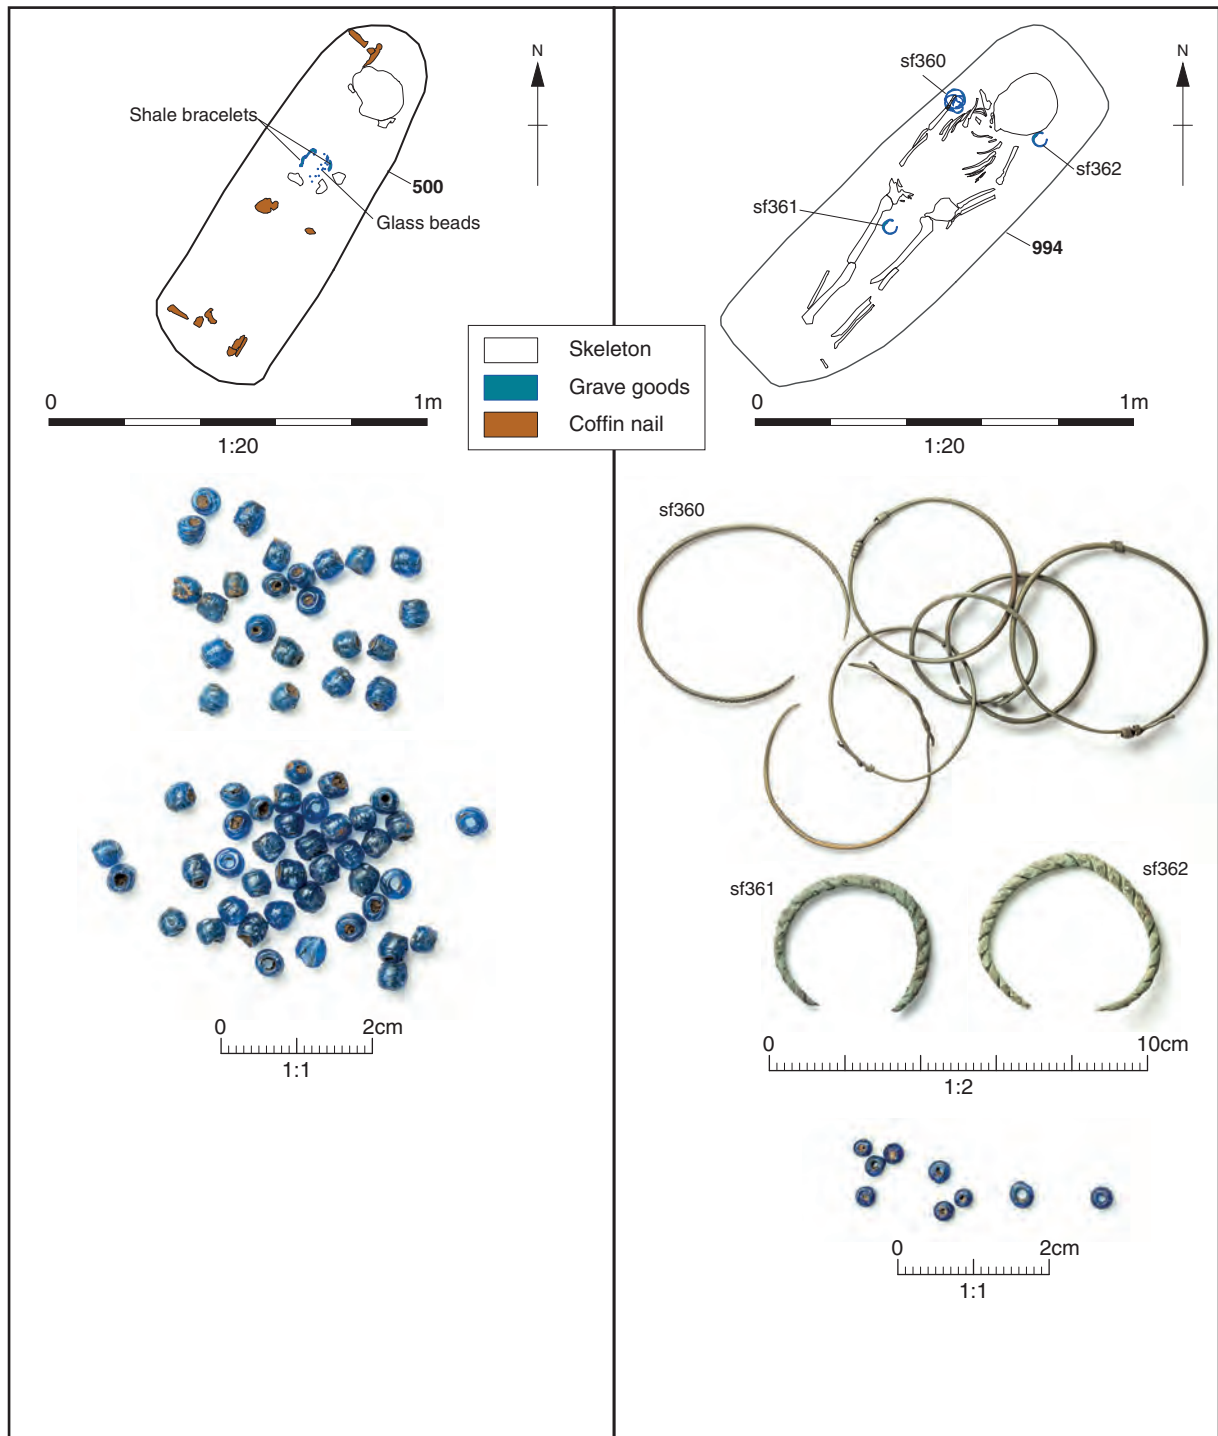 N
Shale bracelets
500
Glass beads
0 1m
1:20
0 2cm
1:1
Skeleton
Grave goods
Coffin nail
N
sf360
sf362
sf361
994
0 1m
1:20
sf360
sf361
sf362
0 10cm
1:2
0 2cm
1:1